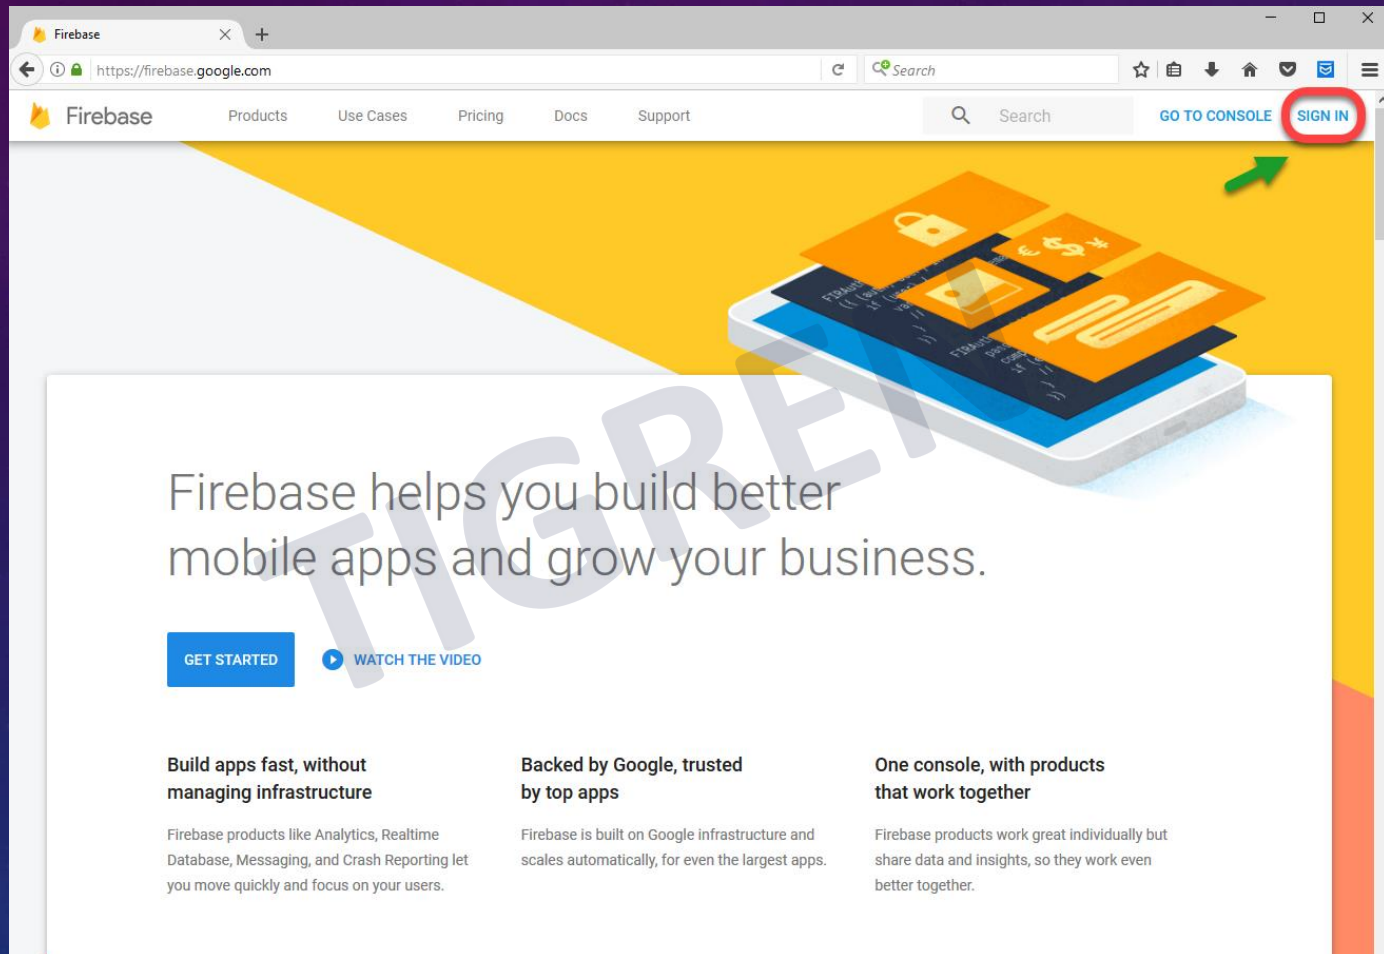 Firebase
https://firebase.google.com
Search
Firebase
Products
Use Cases
Pricing
Docs
Support
Search
GO TO CONSOLE
SIGN IN
€ $ ¥
TIGREN
Firebase helps you build better
mobile apps and grow your business.
GET STARTED
WATCH THE VIDEO
Build apps fast, without
managing infrastructure
Firebase products like Analytics, Realtime
Database, Messaging, and Crash Reporting let
you move quickly and focus on your users.
Backed by Google, trusted
by top apps
Firebase is built on Google infrastructure and
scales automatically, for even the largest apps.
One console, with products
that work together
Firebase products work great individually but
share data and insights, so they work even
better together.